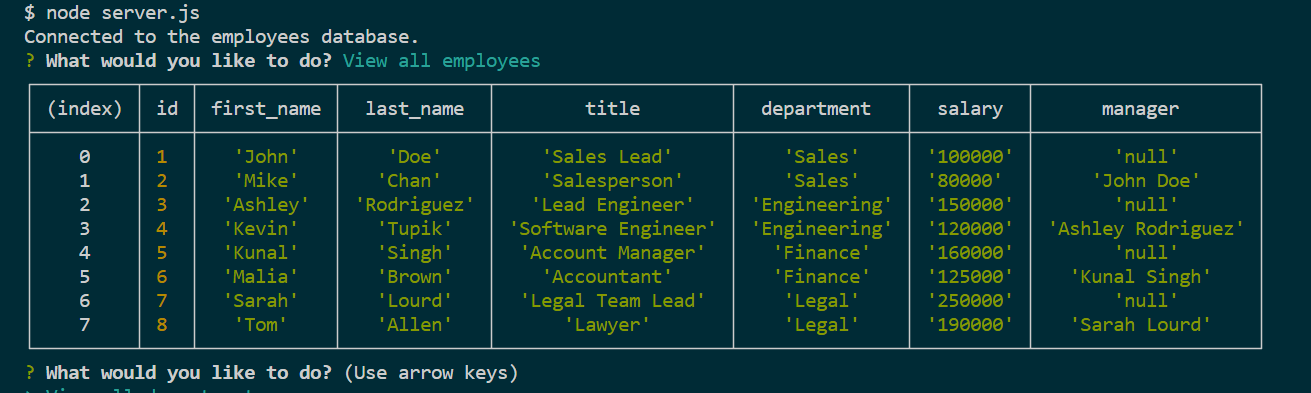 $ node server.js
Connected to the employees database.
? What would you like to do? View all employees
(index) id first_name last_name title department salary manager
0 1 'John' 'Doe' 'Sales Lead' 'Sales' '100000' 'null'
1 2 'Mike' 'Chan' 'Salesperson' 'Sales' '80000' 'John Doe'
2 3 'Ashley' 'Rodriguez' 'Lead Engineer' 'Engineering' '150000' 'null'
3 4 'Kevin' 'Tupik' 'Software Engineer' 'Engineering' '120000' 'Ashley Rodriguez'
4 5 'Kunal' 'Singh' 'Account Manager' 'Finance' '160000' 'null'
5 6 'Malia' 'Brown' 'Accountant' 'Finance' '125000' 'Kunal Singh'
6 7 'Sarah' 'Lourd' 'Legal Team Lead' 'Legal' '250000' 'null'
7 8 'Tom' 'Allen' 'Lawyer' 'Legal' '190000' 'Sarah Lourd'
? What would you like to do? (Use arrow keys)